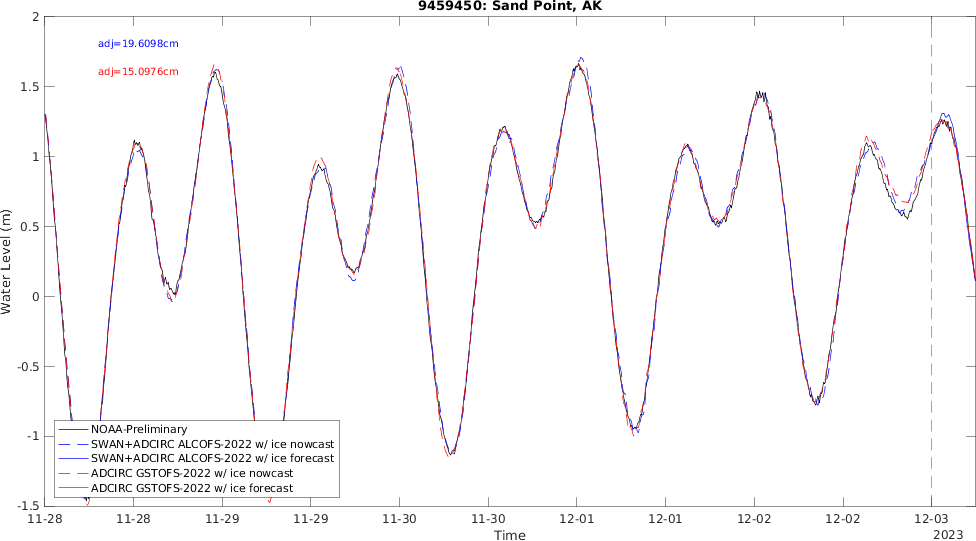 9459450: Sand Point, AK
adj=19.6098cm
adj=15.0976cm
Water Level (m)
2
1.5
1
0.5
0
-0.5
-1
-1.5
NOAA-Preliminary
SWAN+ADCIRC ALCOFS-2022 w/ ice nowcast
SWAN+ADCIRC ALCOFS-2022 w/ ice forecast
ADCIRC GSTOFS-2022 w/ ice nowcast
ADCIRC GSTOFS-2022 w/ ice forecast
11-28 11-28 11-29 11-29 11-30 11-30 12-01 12-01 12-02 12-02 12-03
2023
Time